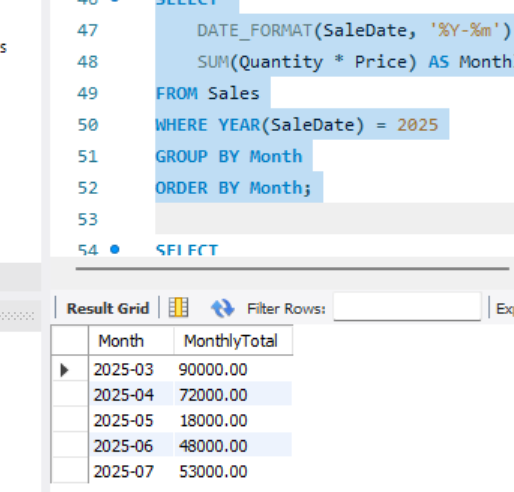 s
46 SELECT
47 DATE_FORMAT(SaleDate, '%Y-%m')
48 SUM(Quantity * Price) AS Month
49 FROM Sales
50 WHERE YEAR(SaleDate) = 2025
51 GROUP BY Month
52 ORDER BY Month;
53
54 SELECT
Result Grid Filter Rows: Ex
Month MonthlyTotal
2025-03 90000.00
2025-04 72000.00
2025-05 18000.00
2025-06 48000.00
2025-07 53000.00